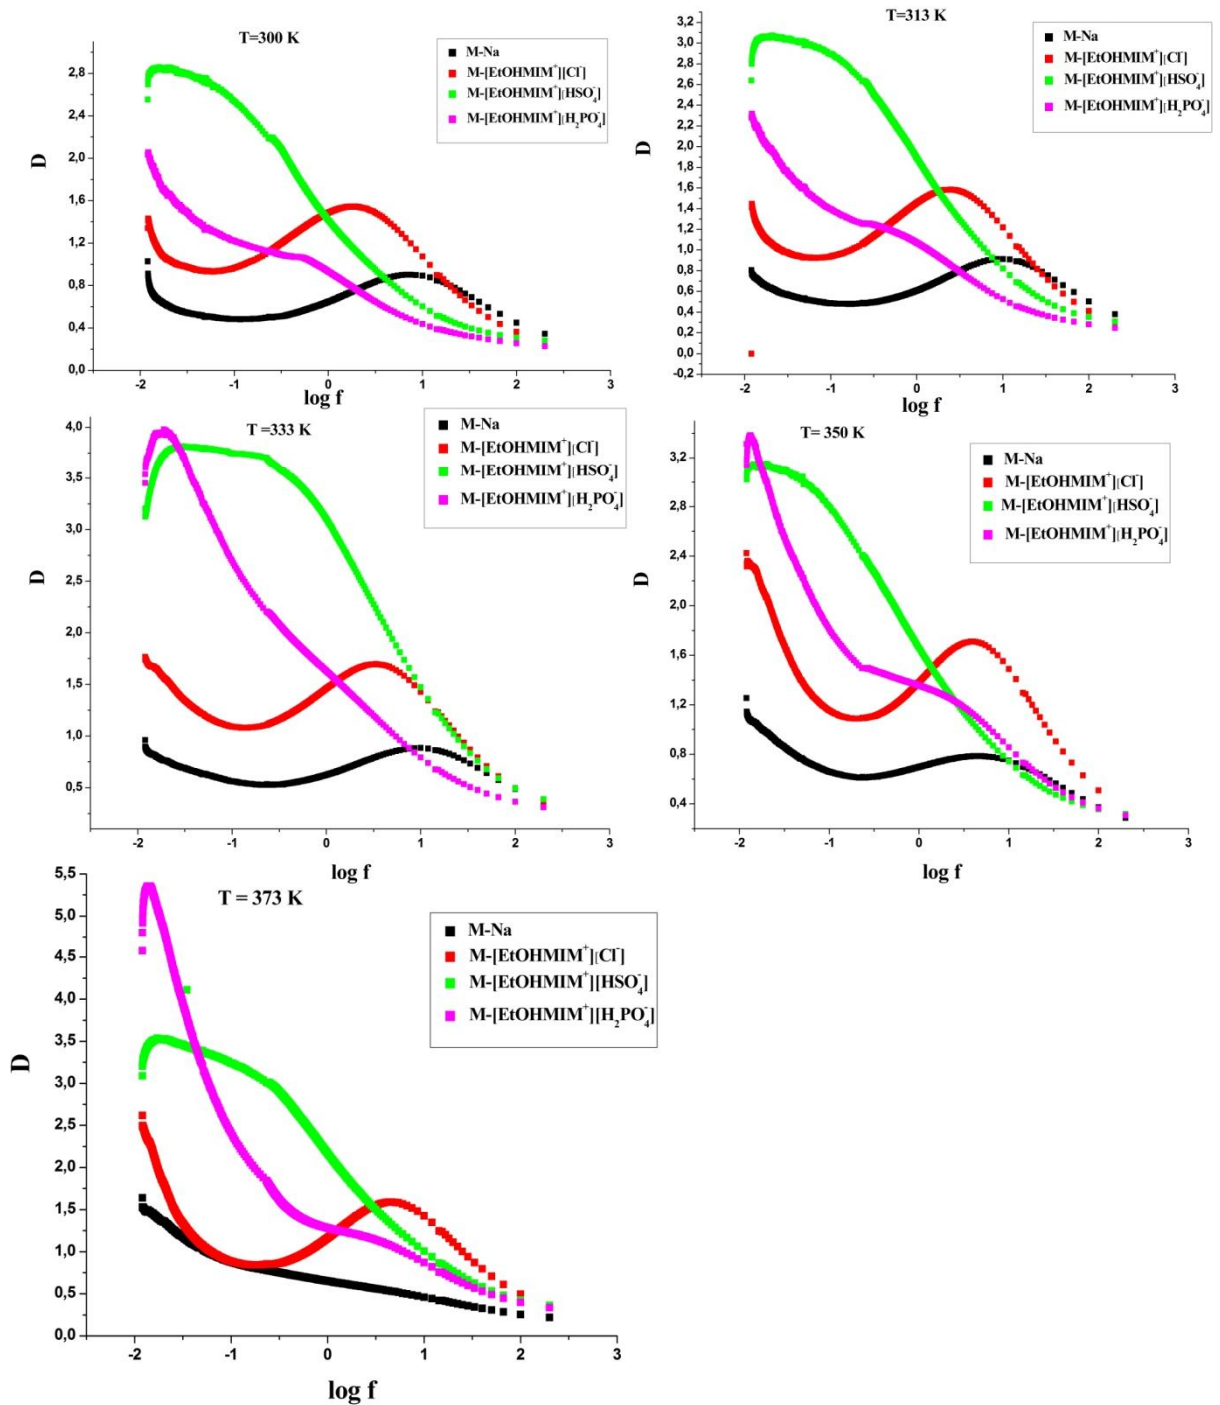 T=300 K
M-Na
M-[EtOHMIM⁺][Cl⁻]
M-[EtOHMIM⁺][HSO₄⁻]
M-[EtOHMIM⁺][H₂PO₄⁻]
D
2,8
2,4
2,0
1,6
1,2
0,8
0,4
0,0
-2 -1 0 1 2 3
log f
T=313 K
M-Na
M-[EtOHMIM⁺][Cl⁻]
M-[EtOHMIM⁺][HSO₄⁻]
M-[EtOHMIM⁺][H₂PO₄⁻]
D
3,2
3,0
2,8
2,6
2,4
2,2
2,0
1,8
1,6
1,4
1,2
1,0
0,8
0,6
0,4
0,2
0,0
-0,2
-2 -1 0 1 2 3
log f
T =333 K
M-Na
M-[EtOHMIM⁺][Cl⁻]
M-[EtOHMIM⁺][HSO₄⁻]
M-[EtOHMIM⁺][H₂PO₄⁻]
D
4,0
3,5
3,0
2,5
2,0
1,5
1,0
0,5
-2 -1 0 1 2 3
log f
T= 350 K
M-Na
M-[EtOHMIM⁺][Cl⁻]
M-[EtOHMIM⁺][HSO₄⁻]
M-[EtOHMIM⁺][H₂PO₄⁻]
D
3,2
2,8
2,4
2,0
1,6
1,2
0,8
0,4
-2 -1 0 1 2 3
log f
T = 373 K
M-Na
M-[EtOHMIM⁺][Cl⁻]
M-[EtOHMIM⁺][HSO₄⁻]
M-[EtOHMIM⁺][H₂PO₄⁻]
D
5,5
5,0
4,5
4,0
3,5
3,0
2,5
2,0
1,5
1,0
0,5
0,0
-2 -1 0 1 2 3
log f